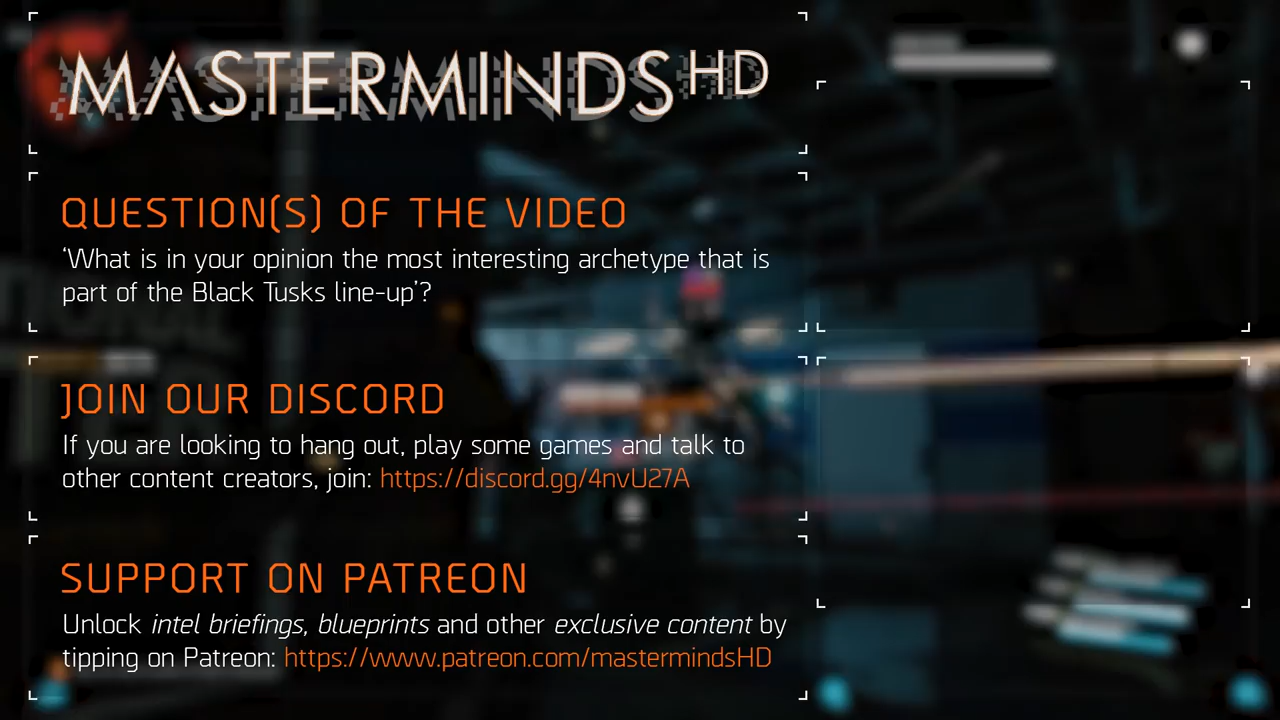 MASTERMINDS HD
QUESTION(S) OF THE VIDEO
‘What is in your opinion the most interesting archetype that is
part of the Black Tusks line-up’?
JOIN OUR DISCORD
If you are looking to hang out, play some games and talk to
other content creators, join: https://discord.gg/4nvU27A
SUPPORT ON PATREON
Unlock intel briefings, blueprints and other exclusive content by
tipping on Patreon: https://www.patreon.com/mastermindsHD